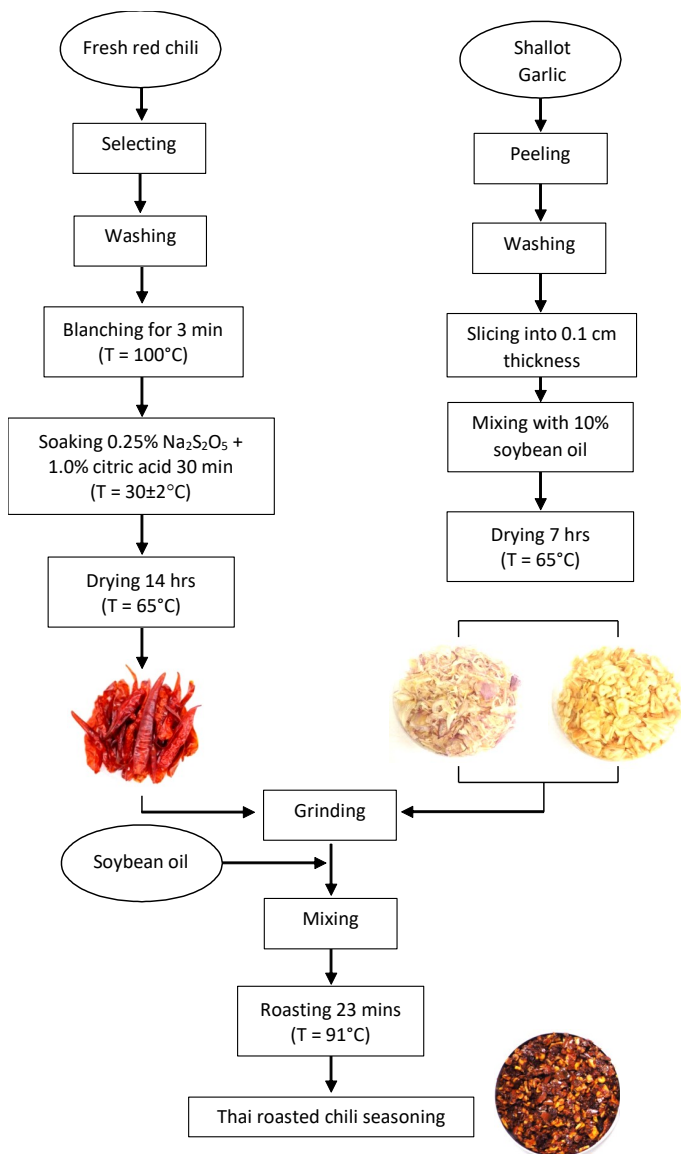 Fresh red chili
Selecting
Washing
Blanching for 3 min
(T = 100°C)
Soaking 0.25% Na₂S₂O₅ +
1.0% citric acid 30 min
(T = 30±2°C)
Drying 14 hrs
(T = 65°C)
Shallot
Garlic
Peeling
Washing
Slicing into 0.1 cm
thickness
Mixing with 10%
soybean oil
Drying 7 hrs
(T = 65°C)
Grinding
Soybean oil
Mixing
Roasting 23 mins
(T = 91°C)
Thai roasted chili seasoning